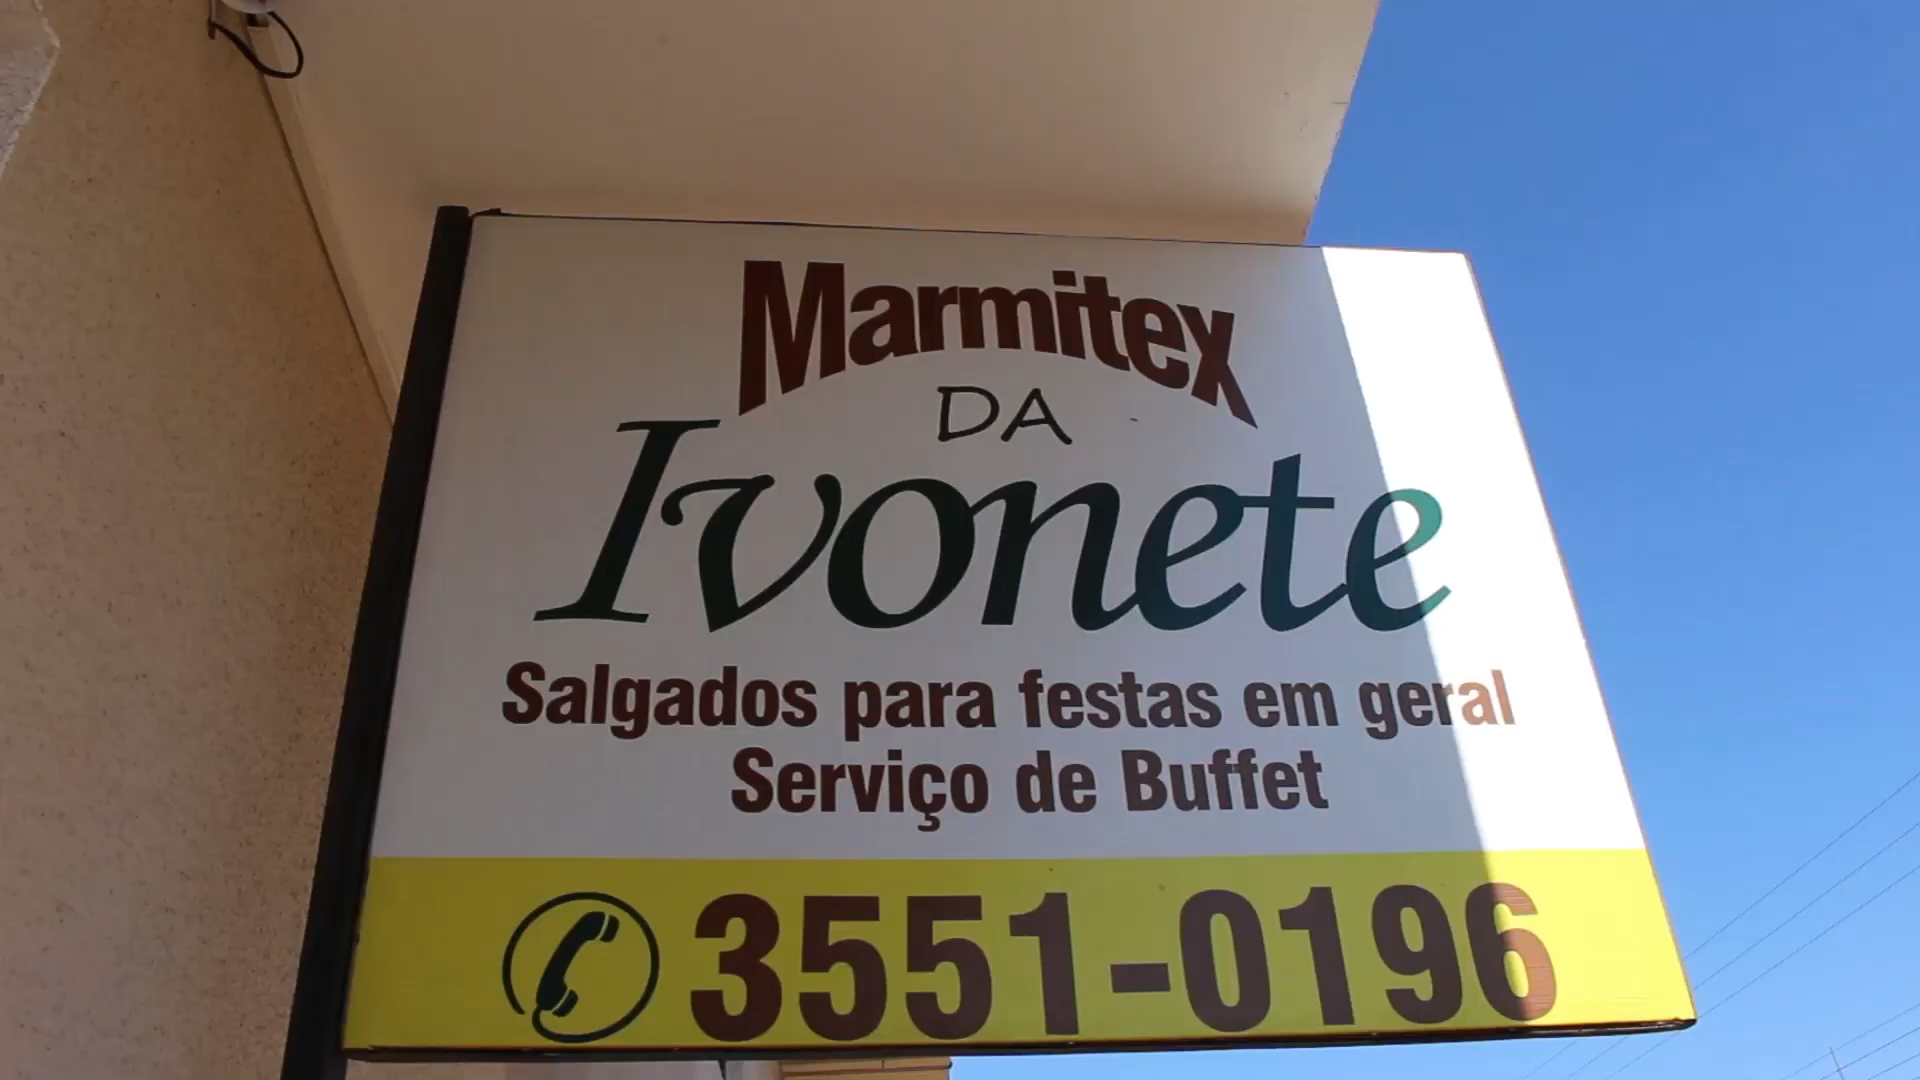 Marmitex
DA
Ivonete
Salgados para festas em geral
Serviço de Buffet
3551-0196